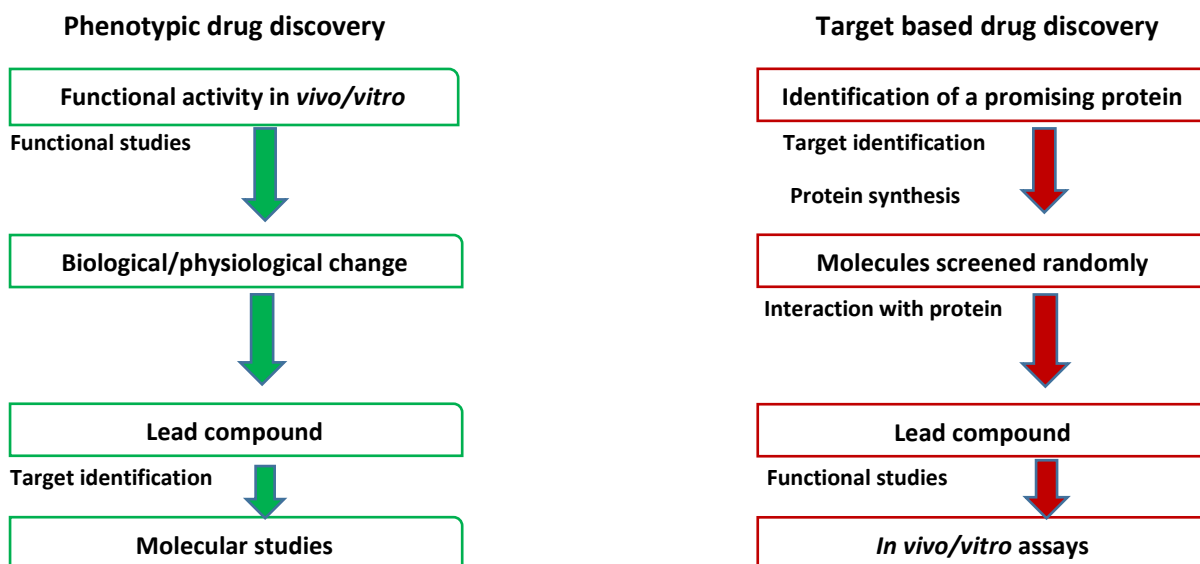 Phenotypic drug discovery
Functional activity in vivo/vitro
Functional studies
Biological/physiological change
Lead compound
Target identification
Molecular studies
Target based drug discovery
Identification of a promising protein
Target identification
Protein synthesis
Molecules screened randomly
Interaction with protein
Lead compound
Functional studies
In vivo/vitro assays